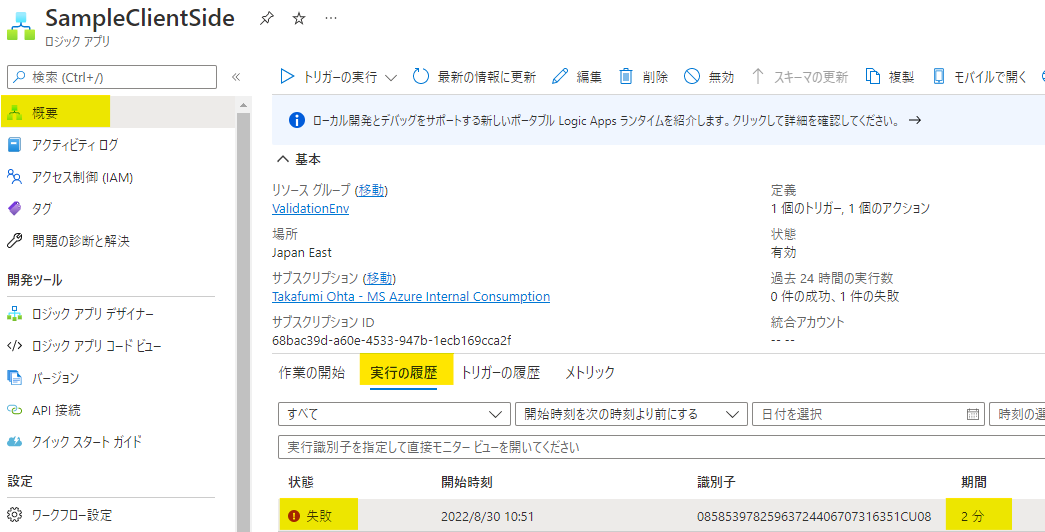 SampleClientSide
ロジック アプリ
検索 (Ctrl+/)
概要
アクティビティ ログ
アクセス制御 (IAM)
タグ
問題の診断と解決
開発ツール
ロジック アプリ デザイナー
ロジック アプリ コード ビュー
バージョン
API 接続
クイック スタート ガイド
設定
ワークフロー設定
トリガーの実行 最新の情報に更新 編集 削除 無効 スキーマの更新 複製 モバイルで開く
ローカル開発とデバッグをサポートする新しいポータブル Logic Apps ランタイムを紹介します。クリックして詳細を確認してください。 →
基本
リソース グループ (移動)
ValidationEnv
場所
Japan East
サブスクリプション (移動)
Takafumi Ohta - MS Azure Internal Consumption
サブスクリプション ID
68bac39d-a60e-4533-947b-1ecb169cca2f
定義
1 個のトリガー, 1 個のアクション
状態
有効
過去 24 時間の実行数
0 件の成功、1 件の失敗
統合アカウント
-- --
作業の開始 実行の履歴 トリガーの履歴 メトリック
すべて 開始時刻を次の時刻より前にする 日付を選択 時刻の選
実行識別子を指定して直接モニター ビューを開いてください
状態 開始時刻 識別子 期間
失敗 2022/8/30 10:51 08585397825963724406707316351CU08 2 分